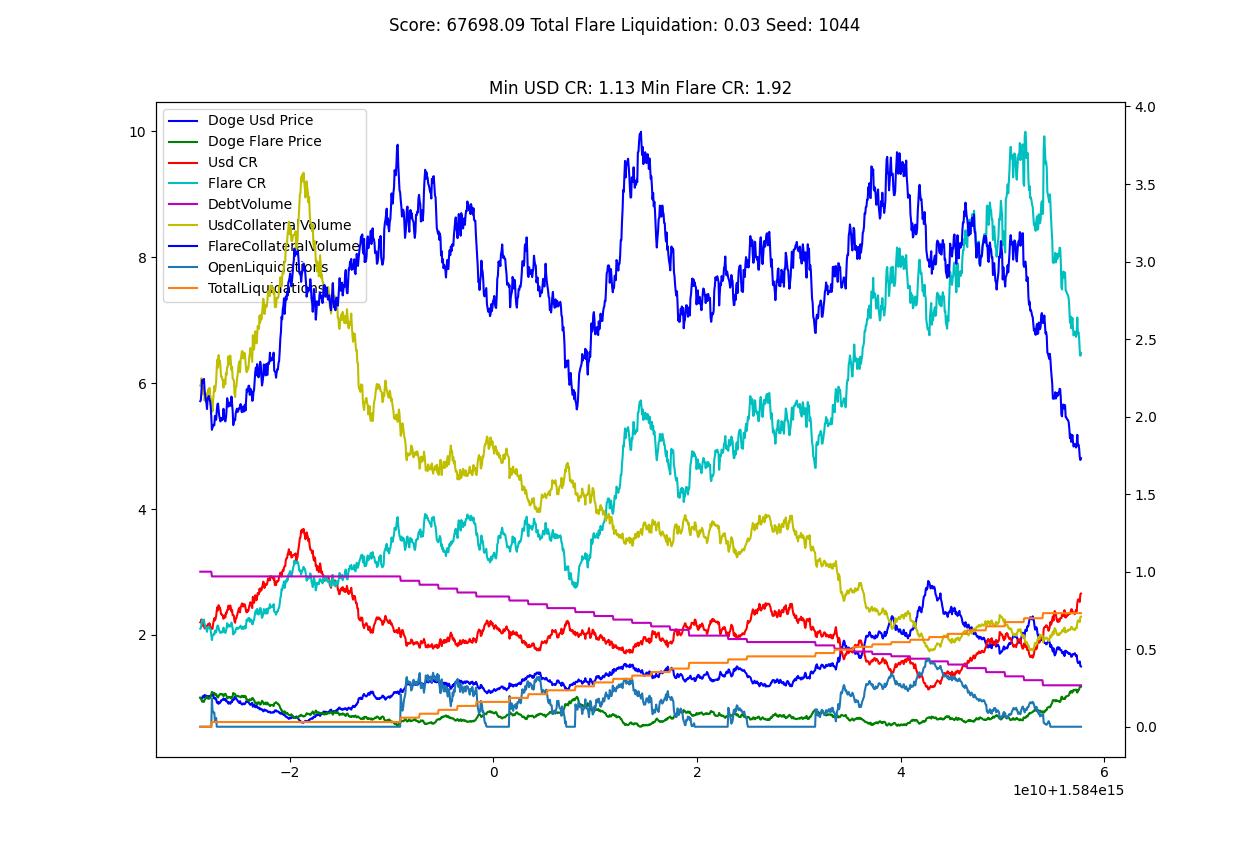 Score: 67698.09 Total Flare Liquidation: 0.03 Seed: 1044
Min USD CR: 1.13 Min Flare CR: 1.92
Doge Usd Price
Doge Flare Price
Usd CR
Flare CR
DebtVolume
UsdCollateralVolume
FlareCollateralVolume
OpenLiquidations
TotalLiquidations
10
8
6
4
2
4.0
3.5
3.0
2.5
2.0
1.5
1.0
0.5
0.0
−2
0
2
4
6
1e10+1.584e15